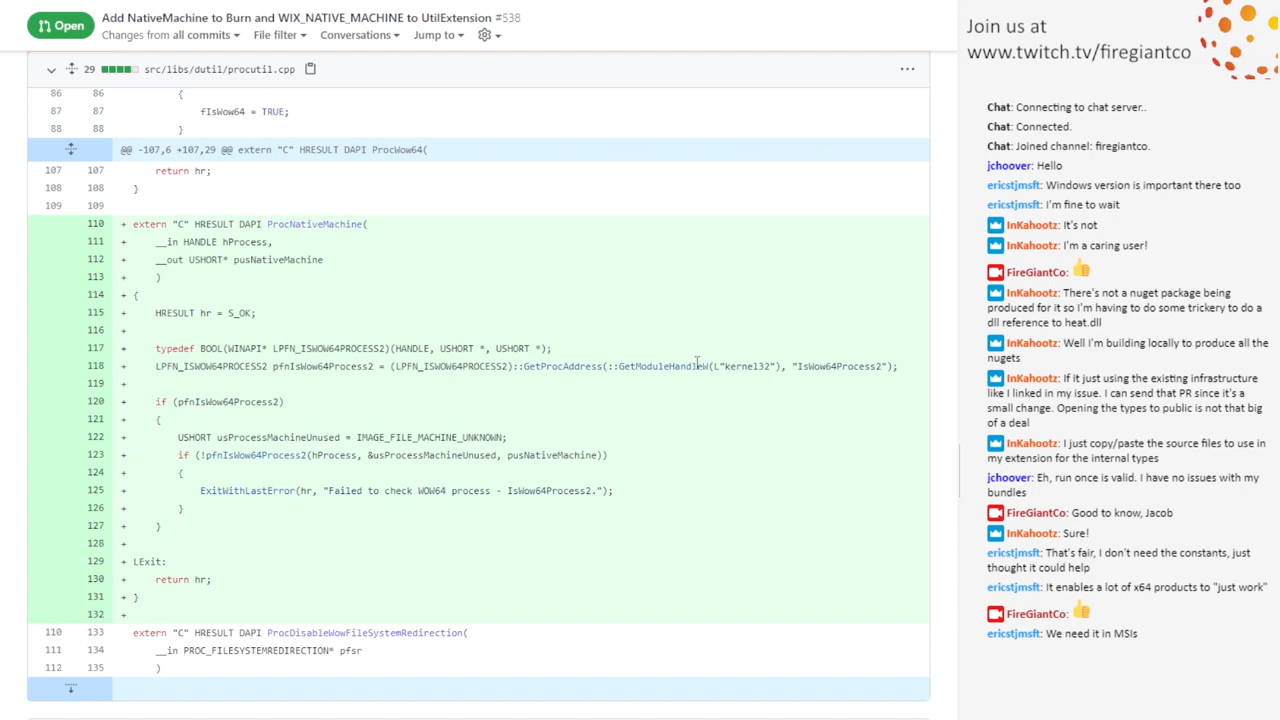 Open
Add NativeMachine to Burn and WIX_NATIVE_MACHINE to UtilExtension #538
Changes from all commits
File filter
Conversations
Jump to
29
src/libs/dutil/procutil.cpp
86 86 {
87 87 fIsWow64 = TRUE;
88 88 }
@@ -107,6 +107,29 @@ extern "C" HRESULT DAPI ProcWow64(
107 107 return hr;
108 108 }
109 109
110 + extern "C" HRESULT DAPI ProcNativeMachine(
111 + __in HANDLE hProcess,
112 + __out USHORT* pusNativeMachine
113 + )
114 + {
115 + HRESULT hr = S_OK;
116 +
117 + typedef BOOL(WINAPI* LPFN_ISWOW64PROCESS2)(HANDLE, USHORT *, USHORT *);
118 + LPFN_ISWOW64PROCESS2 pfnIsWow64Process2 = (LPFN_ISWOW64PROCESS2)::GetProcAddress(::GetModuleHandleW(L"kernel32"), "IsWow64Process2");
119 +
120 + if (pfnIsWow64Process2)
121 + {
122 + USHORT usProcessMachineUnused = IMAGE_FILE_MACHINE_UNKNOWN;
123 + if (!pfnIsWow64Process2(hProcess, &usProcessMachineUnused, pusNativeMachine))
124 + {
125 + ExitWithLastError(hr, "Failed to check WOW64 process - IsWow64Process2.");
126 + }
127 + }
128 +
129 + LExit:
130 + return hr;
131 + }
132 +
110 133 extern "C" HRESULT DAPI ProcDisableWowFileSystemRedirection(
111 134 __in PROC_FILESYSTEMREDIRECTION* pfsr
112 135 )
Join us at
www.twitch.tv/firegiantco
Chat: Connecting to chat server..
Chat: Connected.
Chat: Joined channel: firegiantco.
jchoover: Hello
ericstjmsft: Windows version is important there too
ericstjmsft: I'm fine to wait
InKahootz: It's not
InKahootz: I'm a caring user!
FireGiantCo:
InKahootz: There's not a nuget package being
produced for it so I'm having to do some trickery to do a
dll reference to heat.dll
InKahootz: Well I'm building locally to produce all the
nugets
InKahootz: If it just using the existing infrastructure
like I linked in my issue. I can send that PR since it's a
small change. Opening the types to public is not that big
of a deal
InKahootz: I just copy/paste the source files to use in
my extension for the internal types
jchoover: Eh, run once is valid. I have no issues with my
bundles
FireGiantCo: Good to know, Jacob
InKahootz: Sure!
ericstjmsft: That's fair, I don't need the constants, just
thought it could help
ericstjmsft: It enables a lot of x64 products to "just work"
FireGiantCo:
ericstjmsft: We need it in MSIs